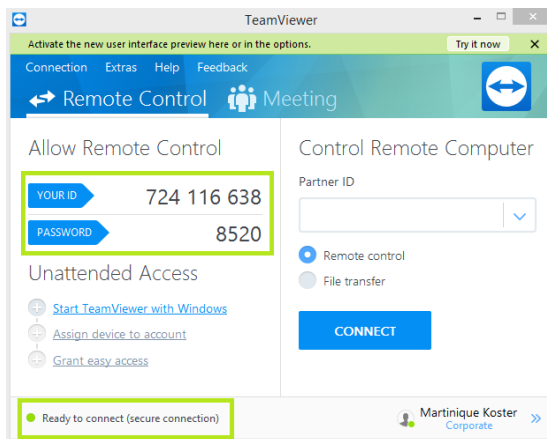 TeamViewer
Activate the new user interface preview here or in the options. Try it now
Connection Extras Help Feedback
Remote Control Meeting
Allow Remote Control
YOUR ID 724 116 638
PASSWORD 8520
Unattended Access
Start TeamViewer with Windows
Assign device to account
Grant easy access
Control Remote Computer
Partner ID
Remote control
File transfer
CONNECT
Ready to connect (secure connection)
Martinique Koster
Corporate